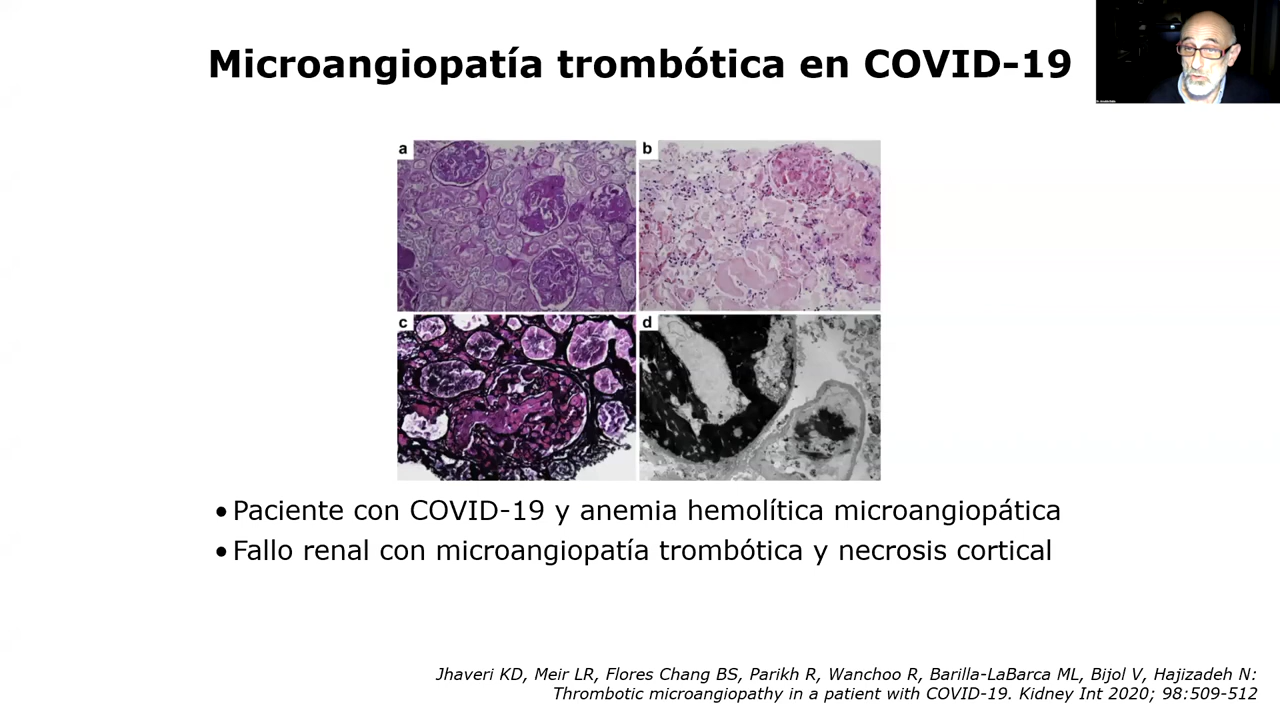 Microangiopatía trombótica en COVID-19
a
b
c
d
• Paciente con COVID-19 y anemia hemolítica microangiopática
• Fallo renal con microangiopatía trombótica y necrosis cortical
Jhaveri KD, Meir LR, Flores Chang BS, Parikh R, Wanchoo R, Barilla-LaBarca ML, Bijol V, Hajizadeh N:
Thrombotic microangiopathy in a patient with COVID-19. Kidney Int 2020; 98:509-512